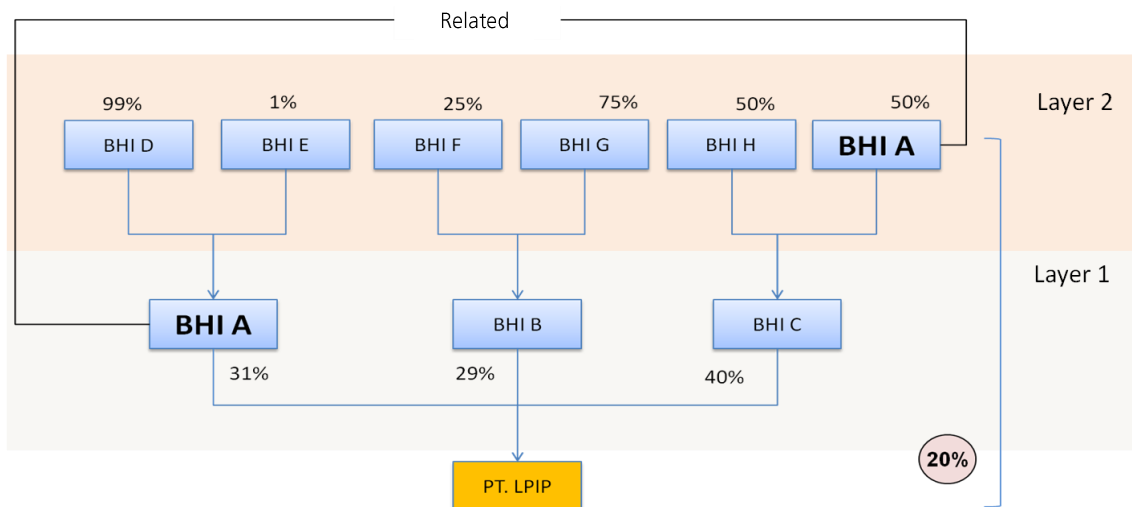 Related
99%
1%
25%
75%
50%
50%
Layer 2
BHI D
BHI E
BHI F
BHI G
BHI H
BHI A
Layer 1
BHI A
BHI B
BHI C
31%
29%
40%
20%
PT. LPIP